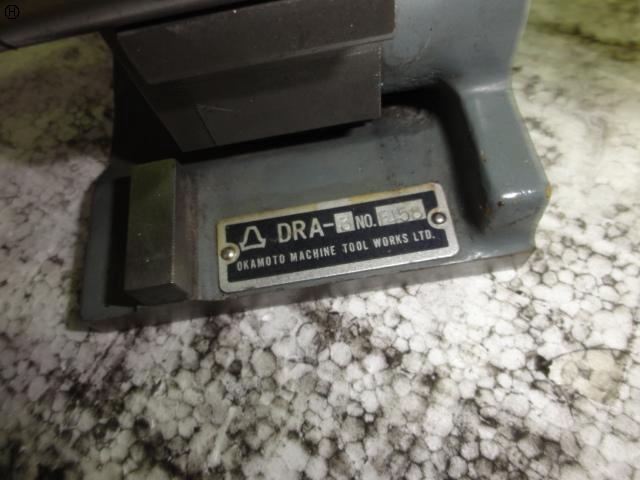 H
DRA- NO.
OKAMOTO MACHINE TOOL WORKS LTD.